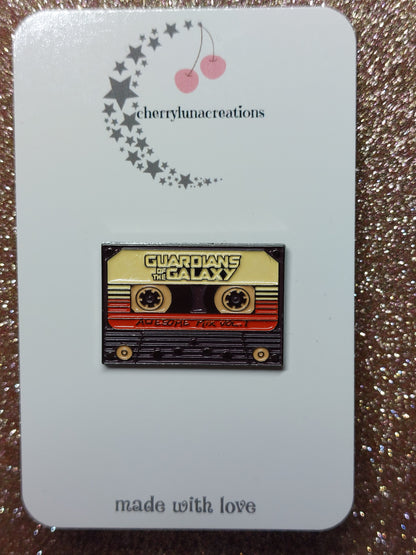 cherrylunacreations
GUARDIANS
OF THE GALAXY
AWESOME MIX VOL. 1
made with love